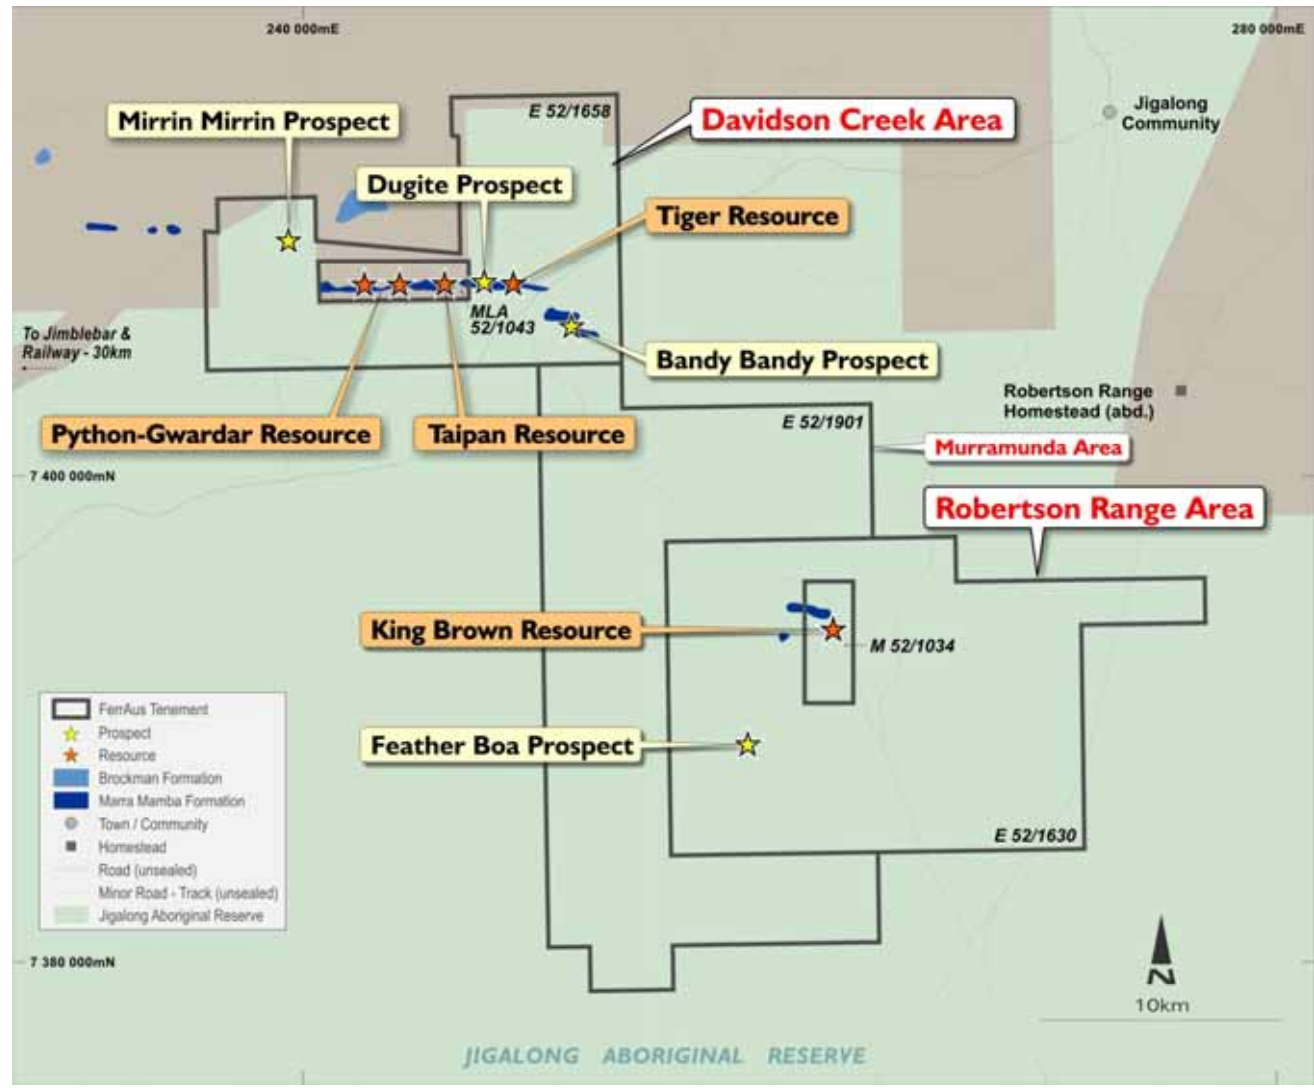 240 000mE
280 000mE
E 52/1658
Davidson Creek Area
Jigalong
Community
Mirrin Mirrin Prospect
Dugite Prospect
Tiger Resource
MLA
52/1043
To Jimblebar &
Railway - 30km
Bandy Bandy Prospect
Robertson Range
Homestead (abd.)
E 52/1901
Python-Gwardar Resource
Taipan Resource
Murramunda Area
7 400 000mN
Robertson Range Area
King Brown Resource
M 52/1034
Feather Boa Prospect
FerrAus Tenement
Prospect
Resource
Brockman Formation
Marra Mamba Formation
Town / Community
Homestead
Road (unsealed)
Minor Road - Track (unsealed)
Jigalong Aboriginal Reserve
E 52/1630
7 380 000mN
N
10km
JIGALONG ABORIGINAL RESERVE